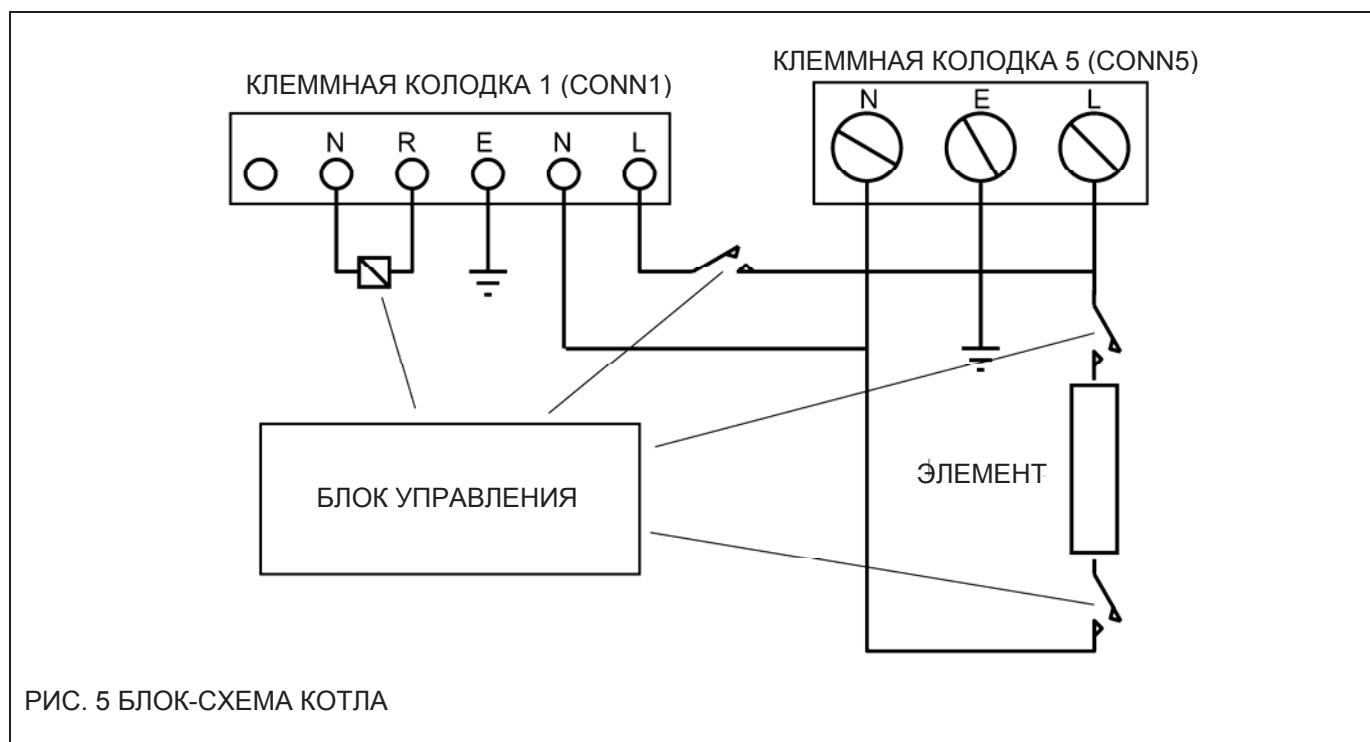 КЛЕММНАЯ КОЛОДКА 1 (CONN1)
КЛЕММНАЯ КОЛОДКА 5 (CONN5)
N R E N L
N E L
БЛОК УПРАВЛЕНИЯ
ЭЛЕМЕНТ
РИС. 5 БЛОК-СХЕМА КОТЛА